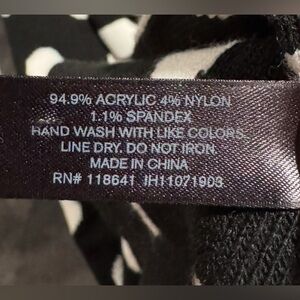 94.9% ACRYLIC 4% NYLON
1.1% SPANDEX
HAND WASH WITH LIKE COLORS.
LINE DRY. DO NOT IRON.
MADE IN CHINA
RN# 118641 IH11071903